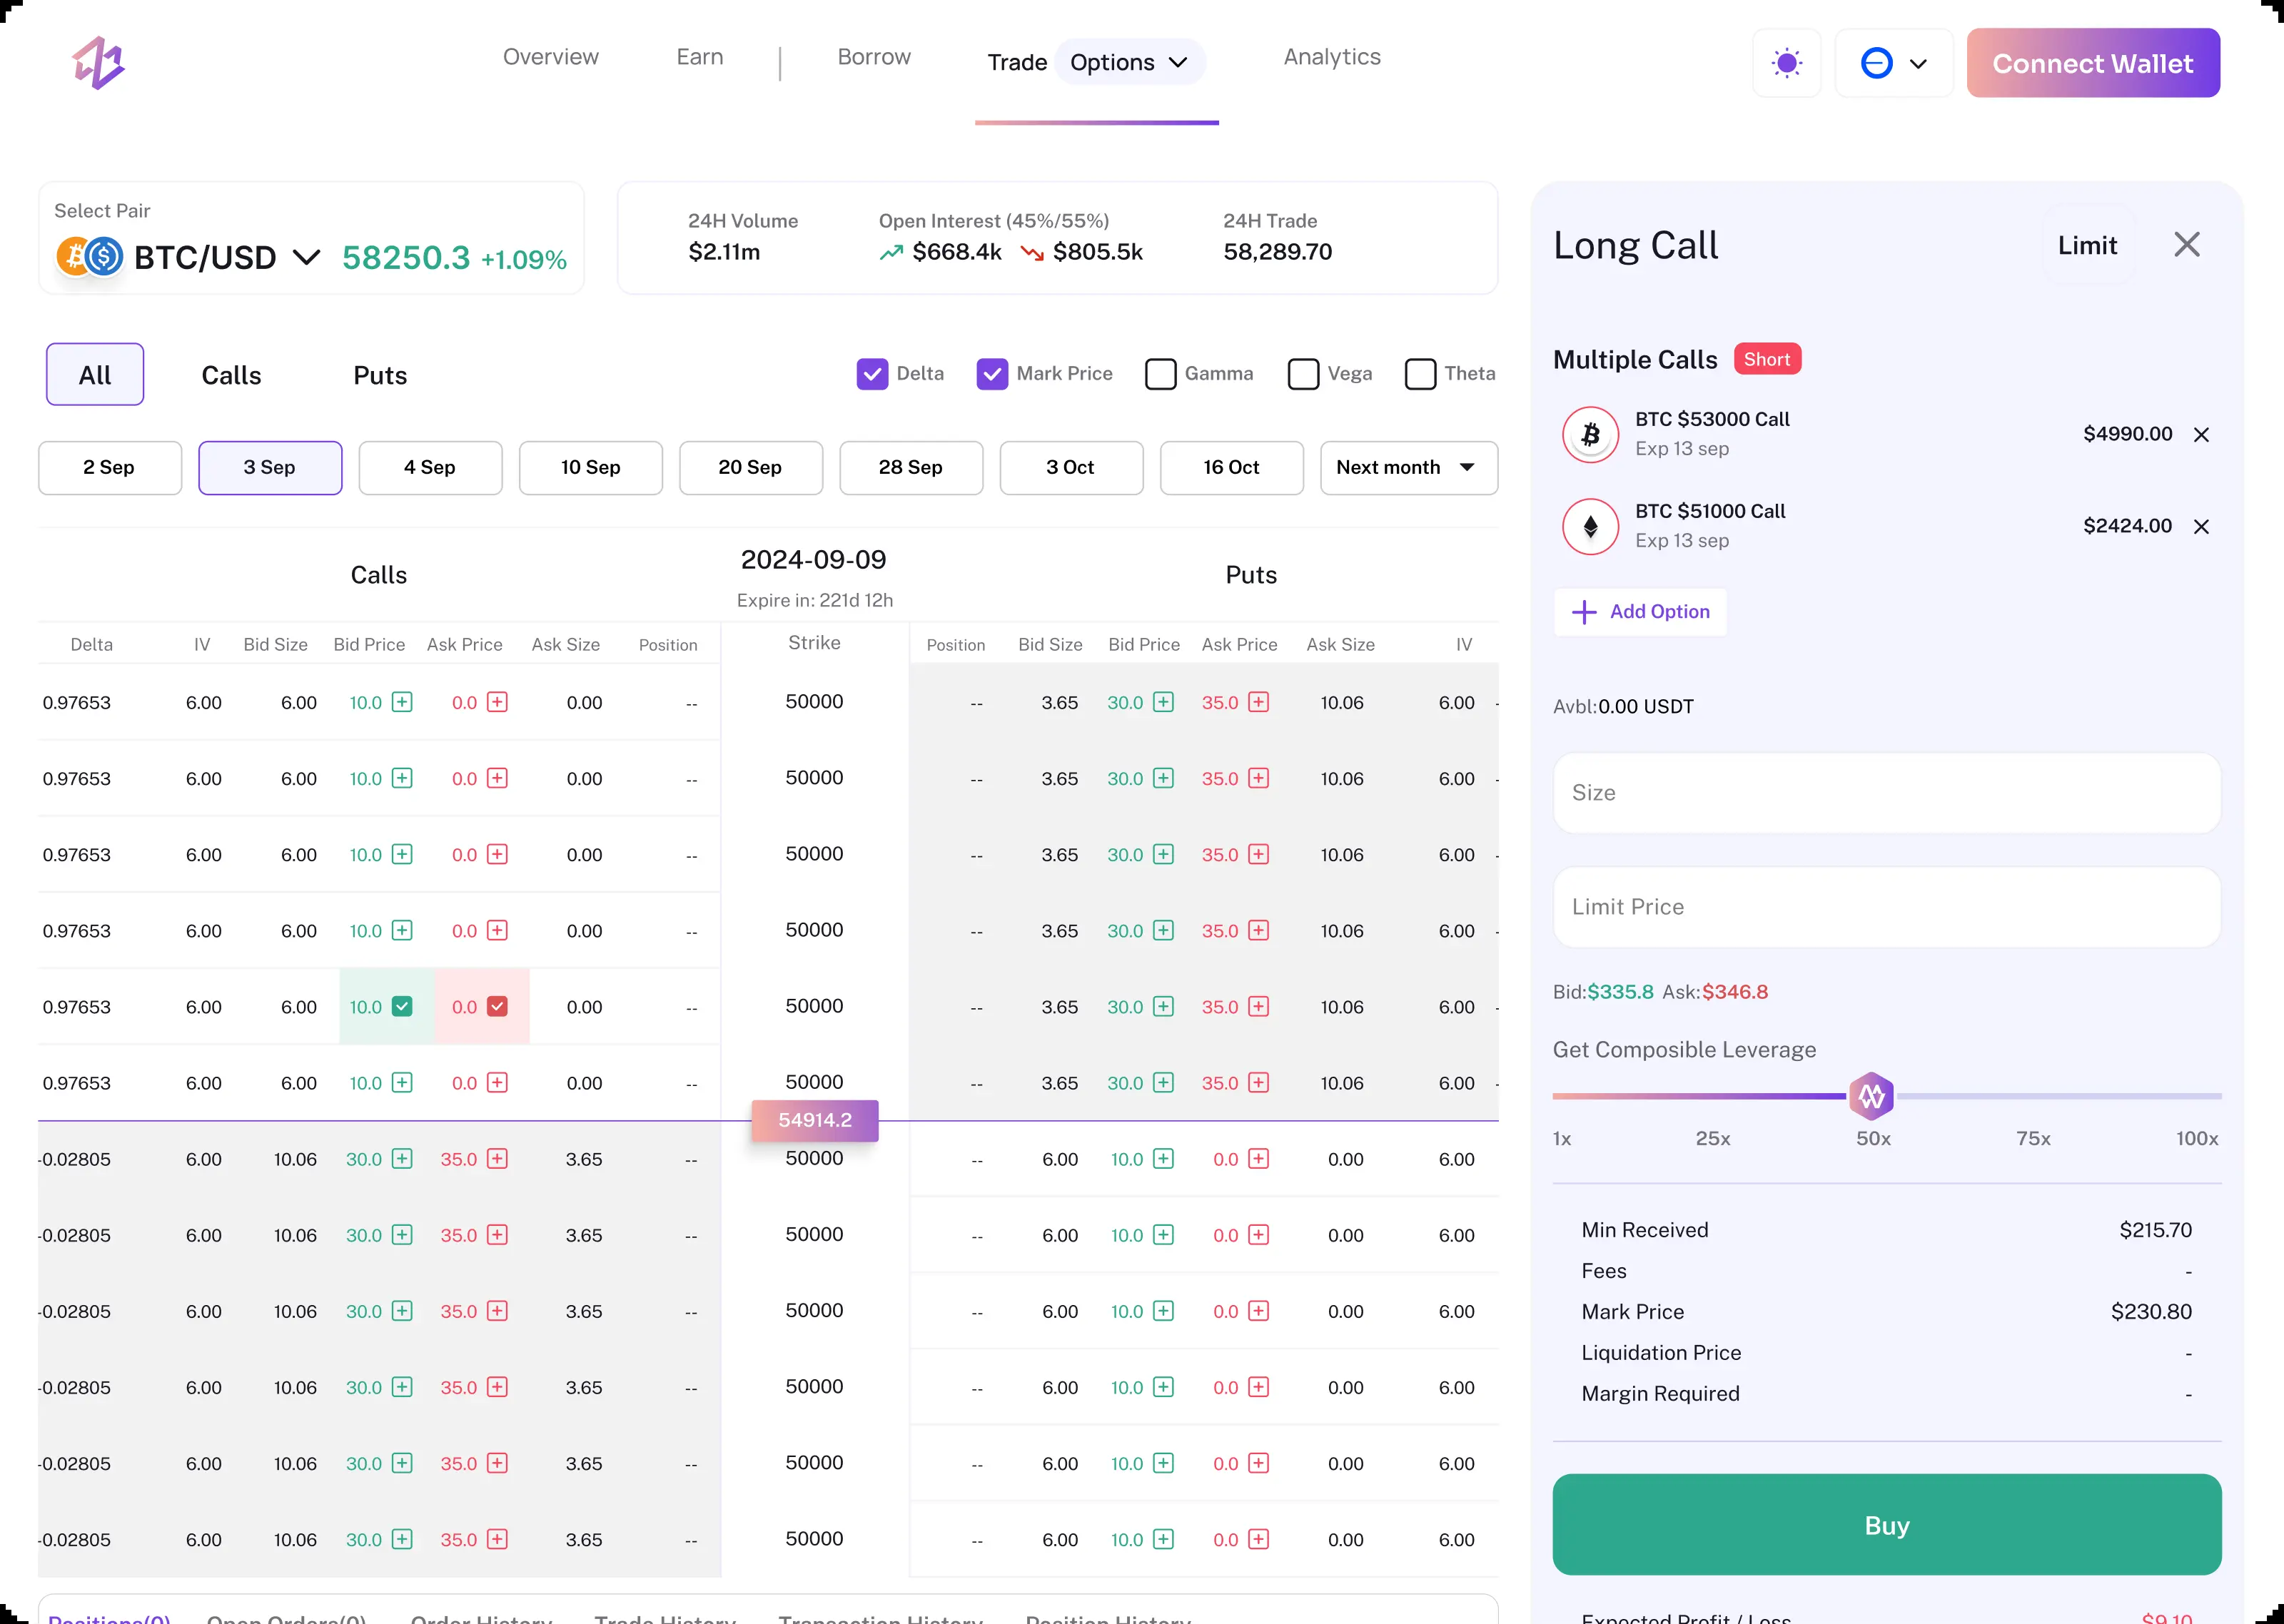 Overview Earn Borrow Trade Options Analytics Connect Wallet
Select Pair
BTC/USD 58250.3 +1.09%
24H Volume Open Interest (45%/55%) 24H Trade
$2.11m $668.4k $805.5k 58,289.70
All Calls Puts Delta Mark Price Gamma Vega Theta
2 Sep 3 Sep 4 Sep 10 Sep 20 Sep 28 Sep 3 Oct 16 Oct Next month
Calls 2024-09-09 Puts
Expire in: 221d 12h
Delta IV Bid Size Bid Price Ask Price Ask Size Position Strike Position Bid Size Bid Price Ask Price Ask Size IV
0.97653 6.00 6.00 10.0 0.0 0.00 -- 50000 -- 3.65 30.0 35.0 10.06 6.00 -
0.97653 6.00 6.00 10.0 0.0 0.00 -- 50000 -- 3.65 30.0 35.0 10.06 6.00 -
0.97653 6.00 6.00 10.0 0.0 0.00 -- 50000 -- 3.65 30.0 35.0 10.06 6.00 -
0.97653 6.00 6.00 10.0 0.0 0.00 -- 50000 -- 3.65 30.0 35.0 10.06 6.00 -
0.97653 6.00 6.00 10.0 0.0 0.00 -- 50000 -- 3.65 30.0 35.0 10.06 6.00 -
0.97653 6.00 6.00 10.0 0.0 0.00 -- 50000 -- 3.65 30.0 35.0 10.06 6.00 -
54914.2
-0.02805 6.00 10.06 30.0 35.0 3.65 -- 50000 -- 6.00 10.0 0.0 0.00 6.00
-0.02805 6.00 10.06 30.0 35.0 3.65 -- 50000 -- 6.00 10.0 0.0 0.00 6.00
-0.02805 6.00 10.06 30.0 35.0 3.65 -- 50000 -- 6.00 10.0 0.0 0.00 6.00
-0.02805 6.00 10.06 30.0 35.0 3.65 -- 50000 -- 6.00 10.0 0.0 0.00 6.00
-0.02805 6.00 10.06 30.0 35.0 3.65 -- 50000 -- 6.00 10.0 0.0 0.00 6.00
-0.02805 6.00 10.06 30.0 35.0 3.65 -- 50000 -- 6.00 10.0 0.0 0.00 6.00
Positions(0) Open Orders(0) Order History Trade History Transaction History Position History
Long Call Limit
Multiple Calls Short
BTC $53000 Call $4990.00
Exp 13 sep
BTC $51000 Call $2424.00
Exp 13 sep
Add Option
Avbl:0.00 USDT
Size
Limit Price
Bid:$335.8 Ask:$346.8
Get Composible Leverage
1x 25x 50x 75x 100x
Min Received $215.70
Fees -
Mark Price $230.80
Liquidation Price -
Margin Required -
Buy
Expected Profit / Loss $9.10